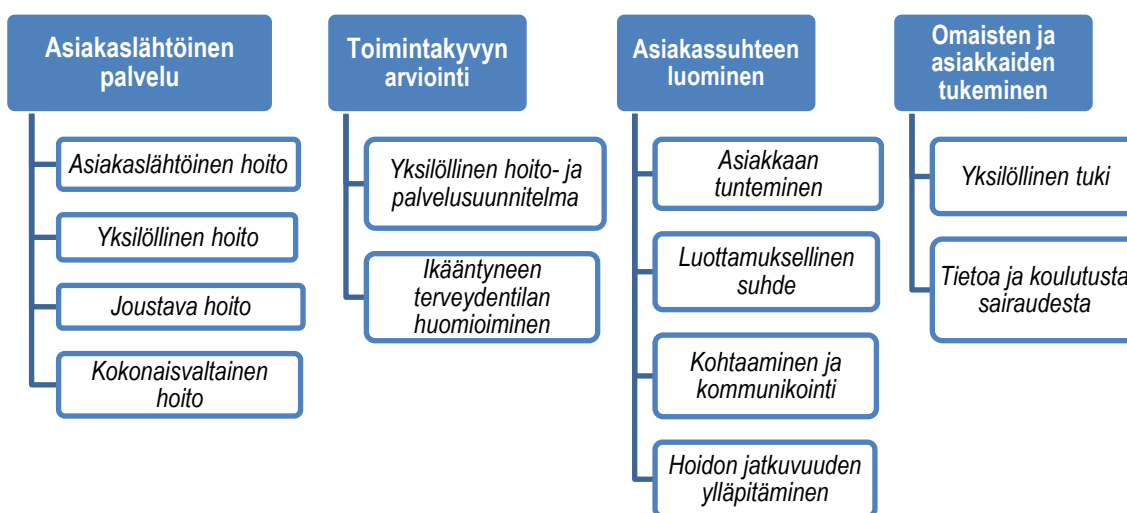 Asiakaslähtöinen
palvelu
Asiakaslähtöinen hoito
Yksilöllinen hoito
Joustava hoito
Kokonaisvaltainen
hoito
Toimintakyvyn
arviointi
Yksilöllinen hoito- ja
palvelusuunnitelma
Ikääntyneen
terveydentilan
huomioiminen
Asiakassuhteen
luominen
Asiakkaan
tunteminen
Luottamuksellinen
suhde
Kohtaaminen ja
kommunikointi
Hoidon jatkuvuuden
ylläpitäminen
Omaisten ja
asiakkaiden
tukeminen
Yksilöllinen tuki
Tietoa ja koulutusta
sairaudesta